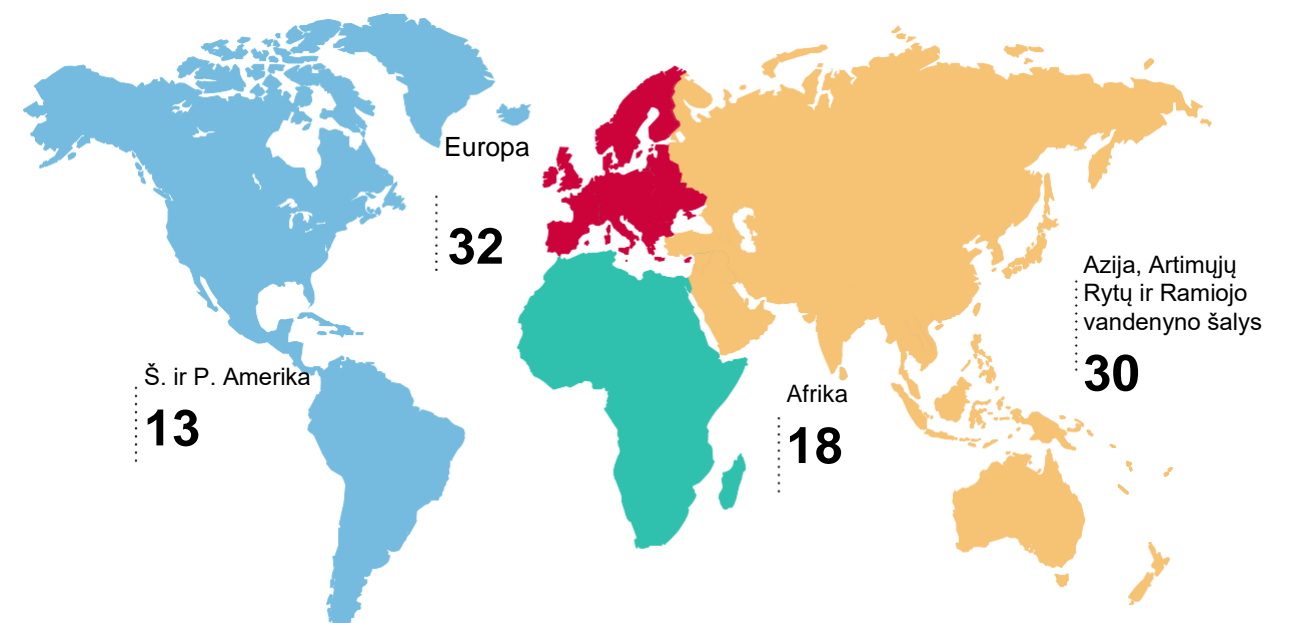 Europa
32
Azija, Artimųjų
Rytų ir Ramiojo
vandenyno šalys
30
Š. ir P. Amerika
13
Afrika
18